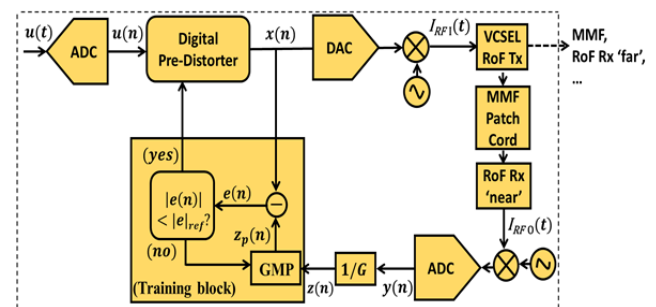 u(t)
ADC
u(n)
Digital
Pre-Distorter
x(n)
DAC
I_RF1(t)
VCSEL
RoF Tx
MMF,
RoF Rx 'far',
...
MMF
Patch
Cord
RoF Rx
'near'
I_RF0(t)
(yes)
|e(n)|
< |e|_ref?
e(n)
−
z_p(n)
(no)
GMP
(Training block)
z(n)
1/G
y(n)
ADC